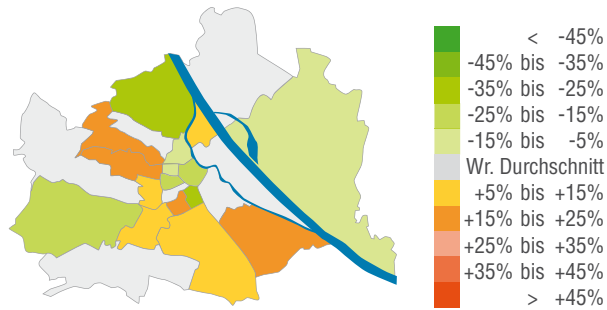 < -45%
-45% bis -35%
-35% bis -25%
-25% bis -15%
-15% bis -5%
Wr. Durchschnitt
+5% bis +15%
+15% bis +25%
+25% bis +35%
+35% bis +45%
> +45%